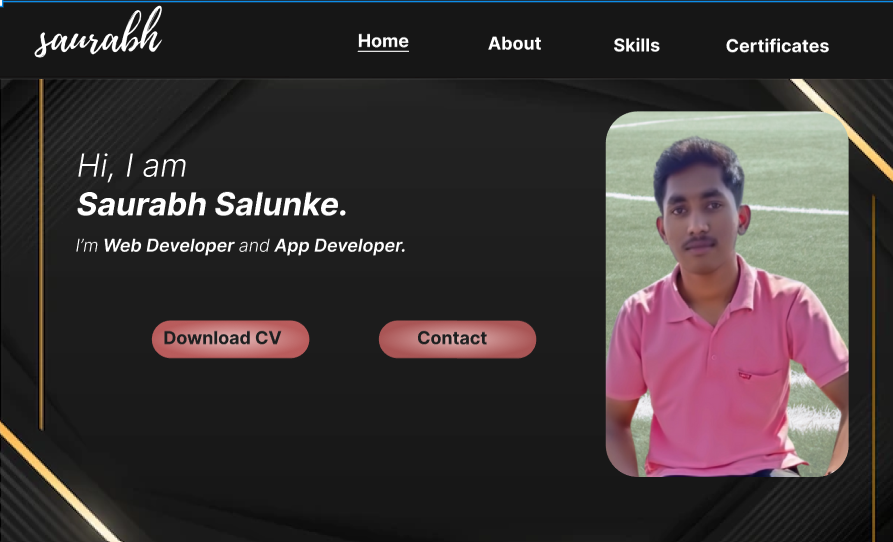 saurabh
Home About Skills Certificates
Hi, I am
Saurabh Salunke.
I'm Web Developer and App Developer.
Download CV Contact